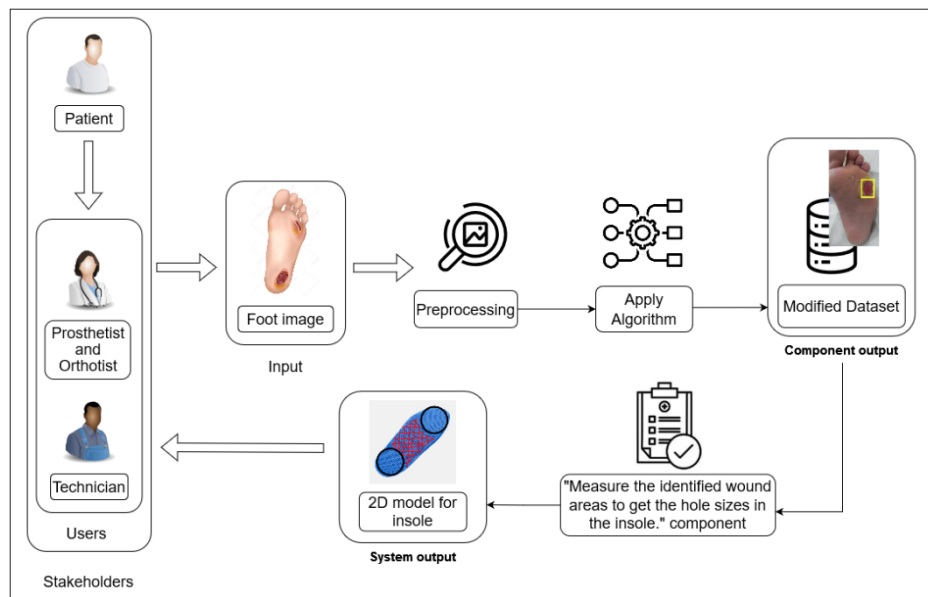 Patient
Prosthetist
and
Orthotist
Technician
Users
Stakeholders
Foot image
Input
Preprocessing
Apply
Algorithm
Modified Dataset
Component output
"Measure the identified wound
areas to get the hole sizes in
the insole." component
2D model for
insole
System output